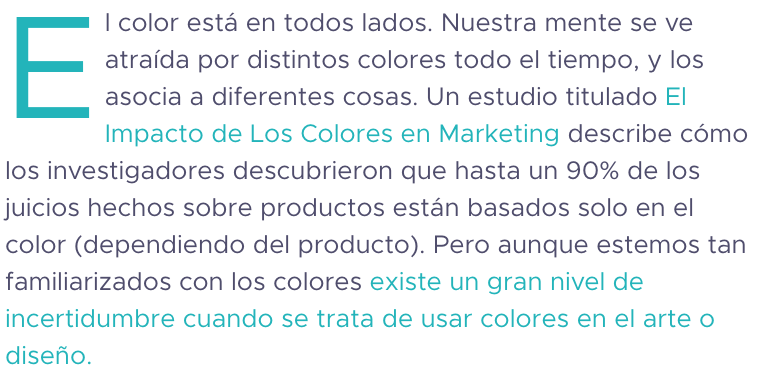 El color está en todos lados. Nuestra mente se ve
atraída por distintos colores todo el tiempo, y los
asocia a diferentes cosas. Un estudio titulado El
Impacto de Los Colores en Marketing describe cómo
los investigadores descubrieron que hasta un 90% de los
juicios hechos sobre productos están basados solo en el
color (dependiendo del producto). Pero aunque estemos tan
familiarizados con los colores existe un gran nivel de
incertidumbre cuando se trata de usar colores en el arte o
diseño.